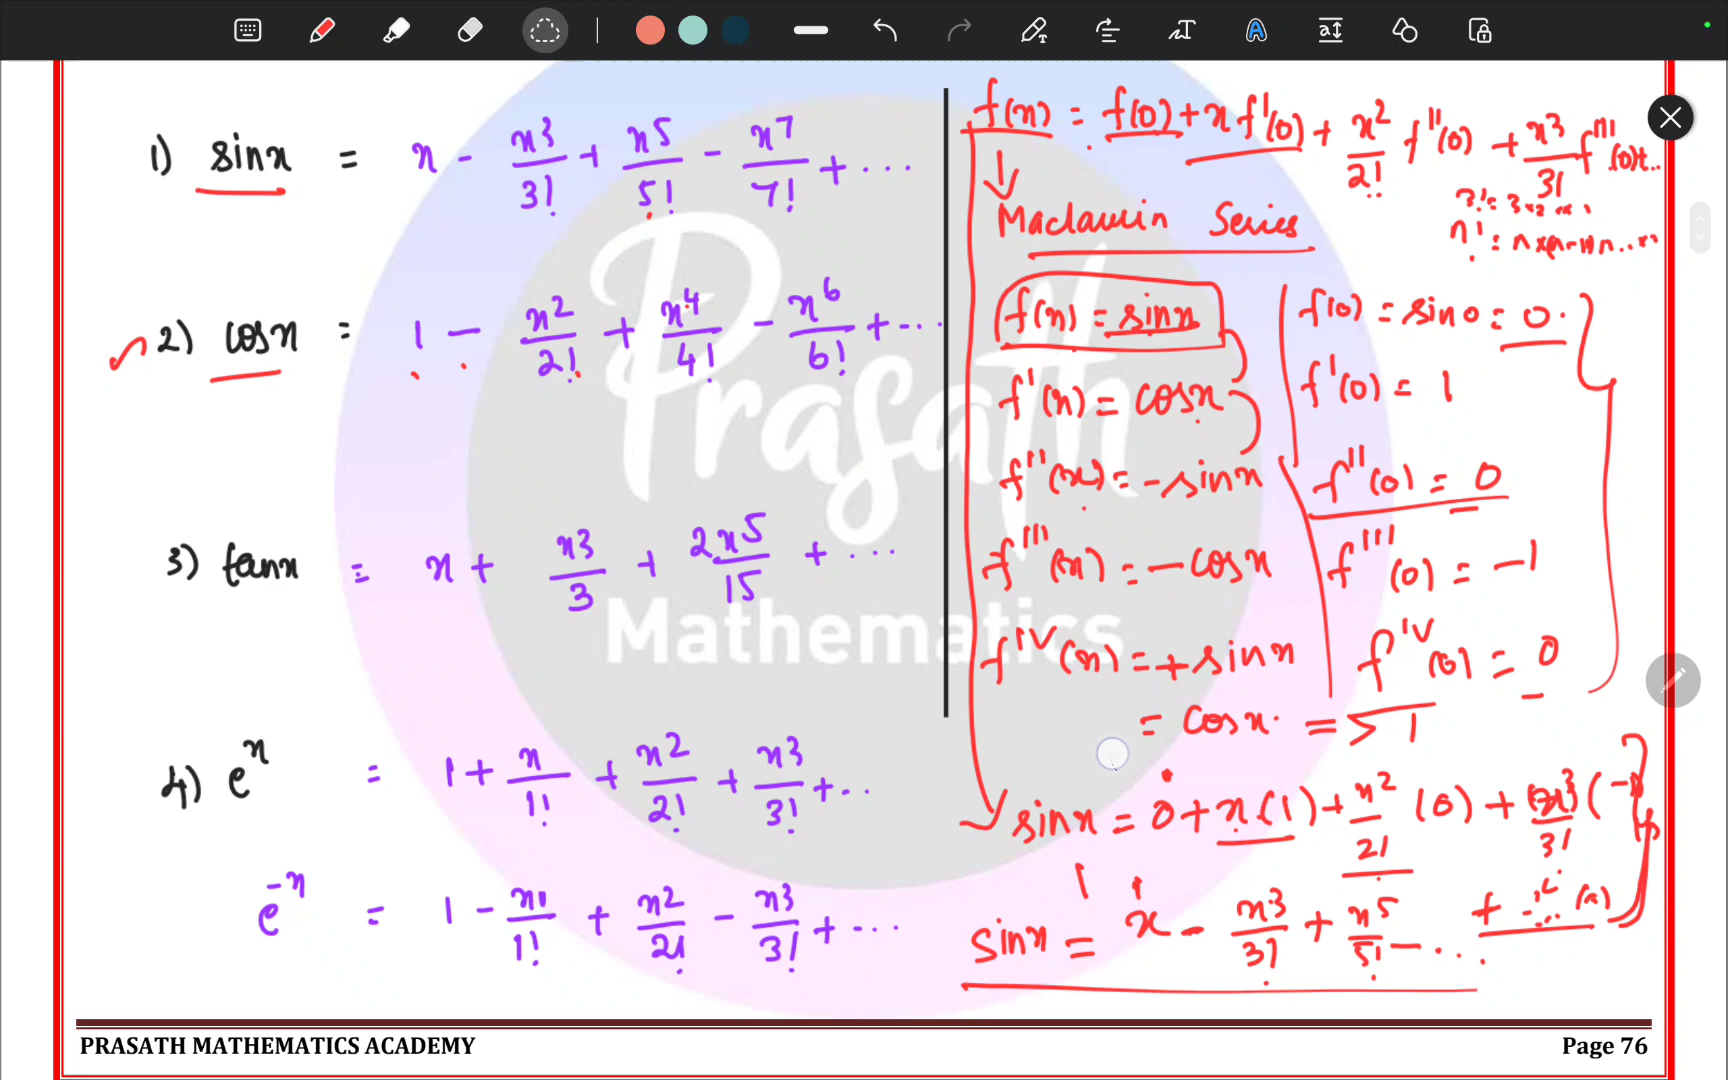 1) sinx = x - x³/3! + x⁵/5! - x⁷/7! + ...
2) cosx = 1 - x²/2! + x⁴/4! - x⁶/6! + ...
3) tanx = x + x³/3 + 2x⁵/15 + ...
4) eˣ = 1 + x/1! + x²/2! + x³/3! + ..
e⁻ˣ = 1 - x/1! + x²/2! - x³/3! + ...
f(x) = f(0) + x f'(0) + x²/2! f''(0) + x³/3! f'''(0) + ..
Maclaurin Series
n! =
f(x) = sinx
f(0) = sin0 = 0.
f'(x) = cosx
f'(0) = 1
f''(x) = -sinx
f''(0) = 0
f'''(x) = -cosx
f'''(0) = -1
fᴵⱽ(x) = +sinx
fᴵⱽ(0) = 0
= cosx. = 1
sinx = 0 + x(1) + x²/2! (0) + x³/3! (-1)
+ ...
sinx = x - x³/3! + x⁵/5! - ...
Prasath
Mathematics
PRASATH MATHEMATICS ACADEMY
Page 76